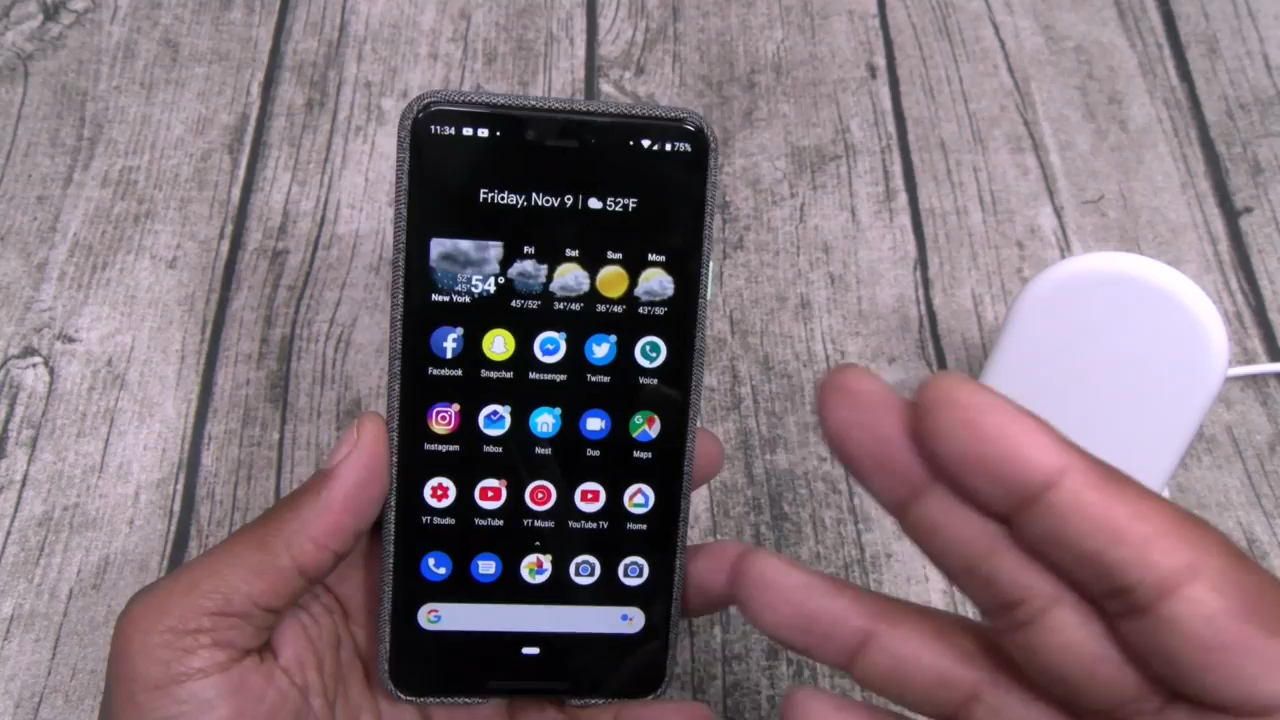 11:34 75%
Friday, Nov 9 | 52°F
Fri Sat Sun Mon
52°
45° 54°
New York
45°/52° 34°/46° 36°/46° 43°/50°
Facebook Snapchat Messenger Twitter Voice
Instagram Inbox Nest Duo Maps
YT Studio YouTube YT Music YouTube TV Home